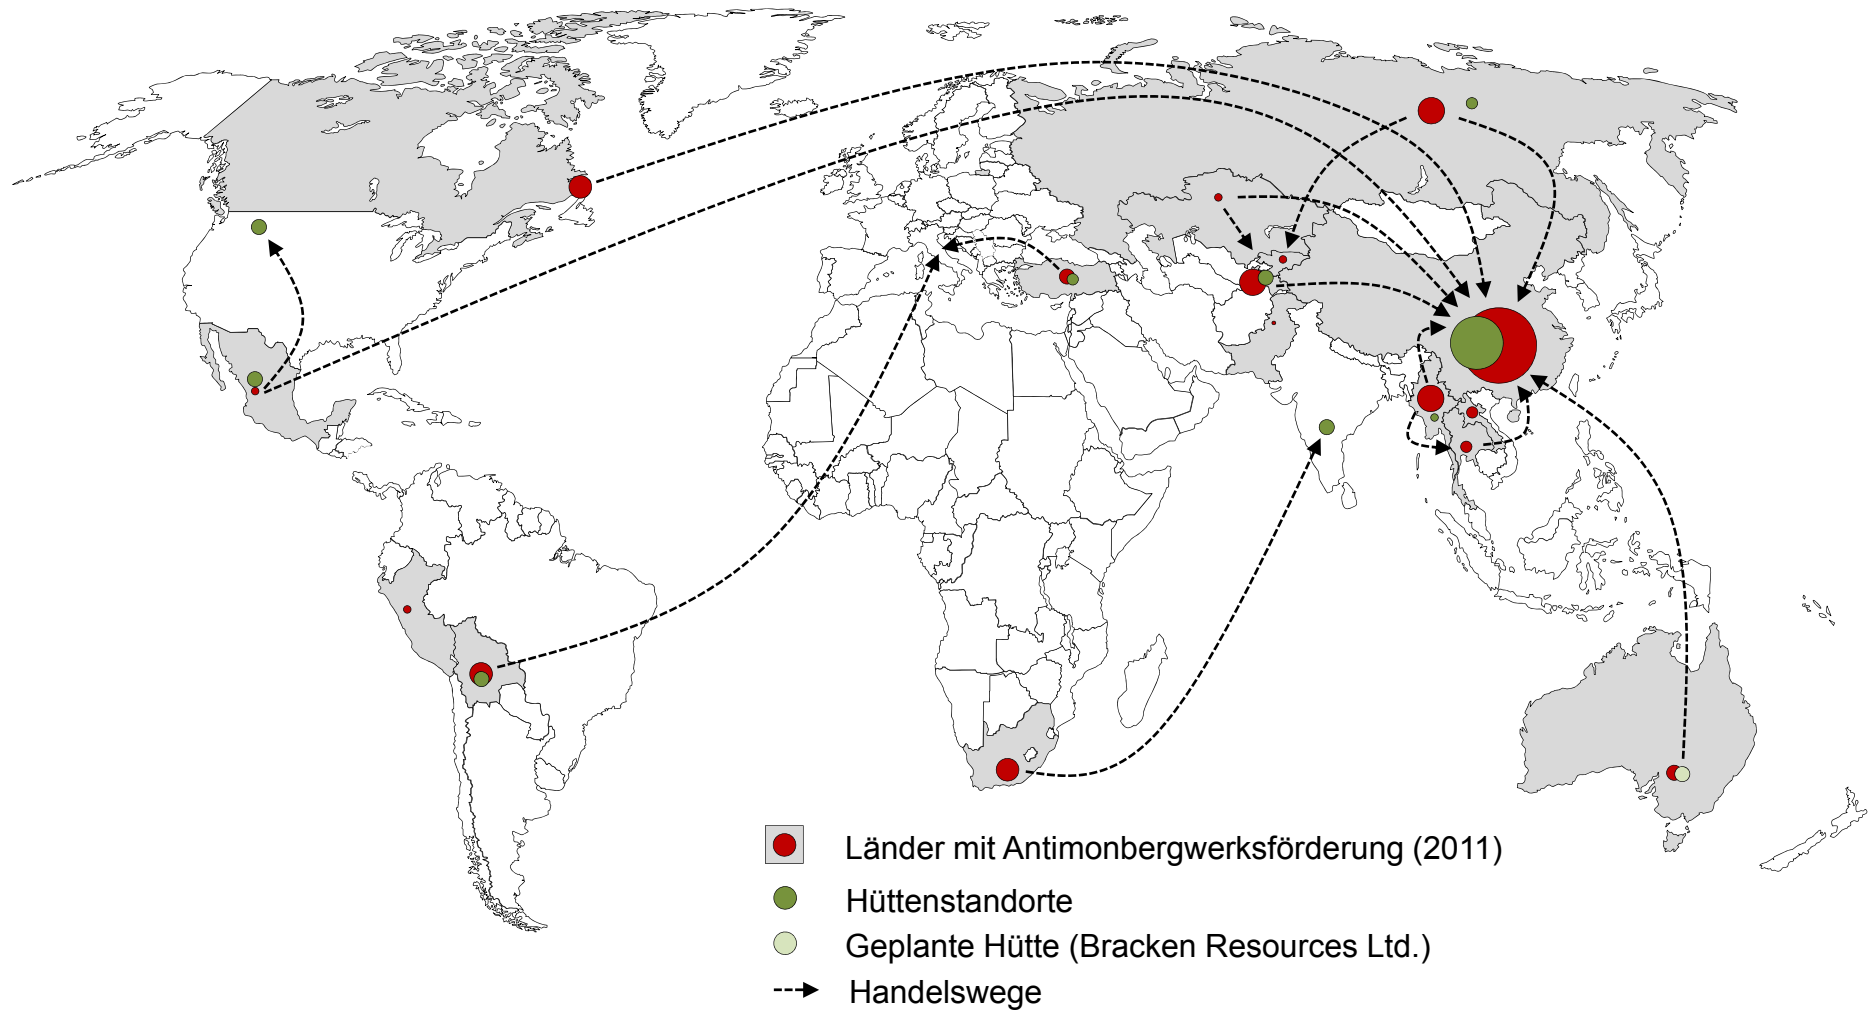 Länder mit Antimonbergwerksförderung (2011)
Hüttenstandorte
Geplante Hütte (Bracken Resources Ltd.)
Handelswege